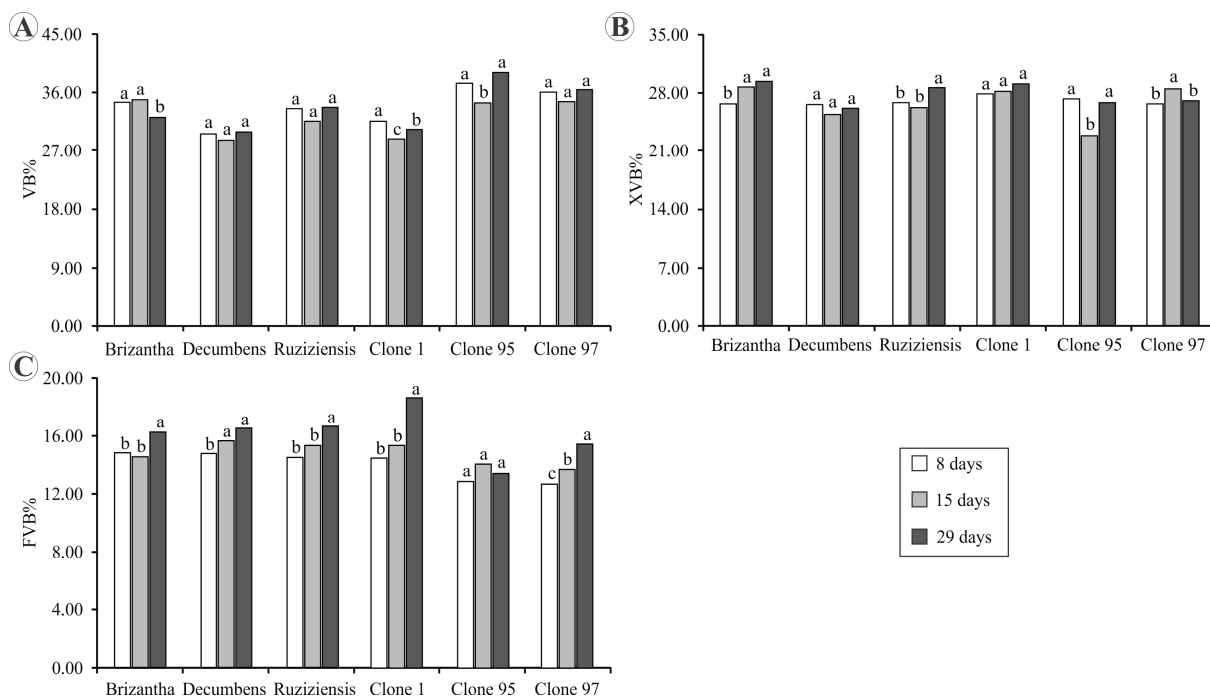 A
45.00
36.00
27.00
18.00
9.00
0.00
VB%
a a b
a a a
a a a
a c b
a b a
a a a
Brizantha Decumbens Ruziziensis Clone 1 Clone 95 Clone 97
B
35.00
28.00
21.00
14.00
7.00
0.00
XVB%
b a a
a a a
b b a
a a a
a b a
b a b
Brizantha Decumbens Ruziziensis Clone 1 Clone 95 Clone 97
C
20.00
16.00
12.00
8.00
4.00
0.00
FVB%
b b a
b a a
b b a
b b a
a a a
c b a
Brizantha Decumbens Ruziziensis Clone 1 Clone 95 Clone 97
8 days
15 days
29 days